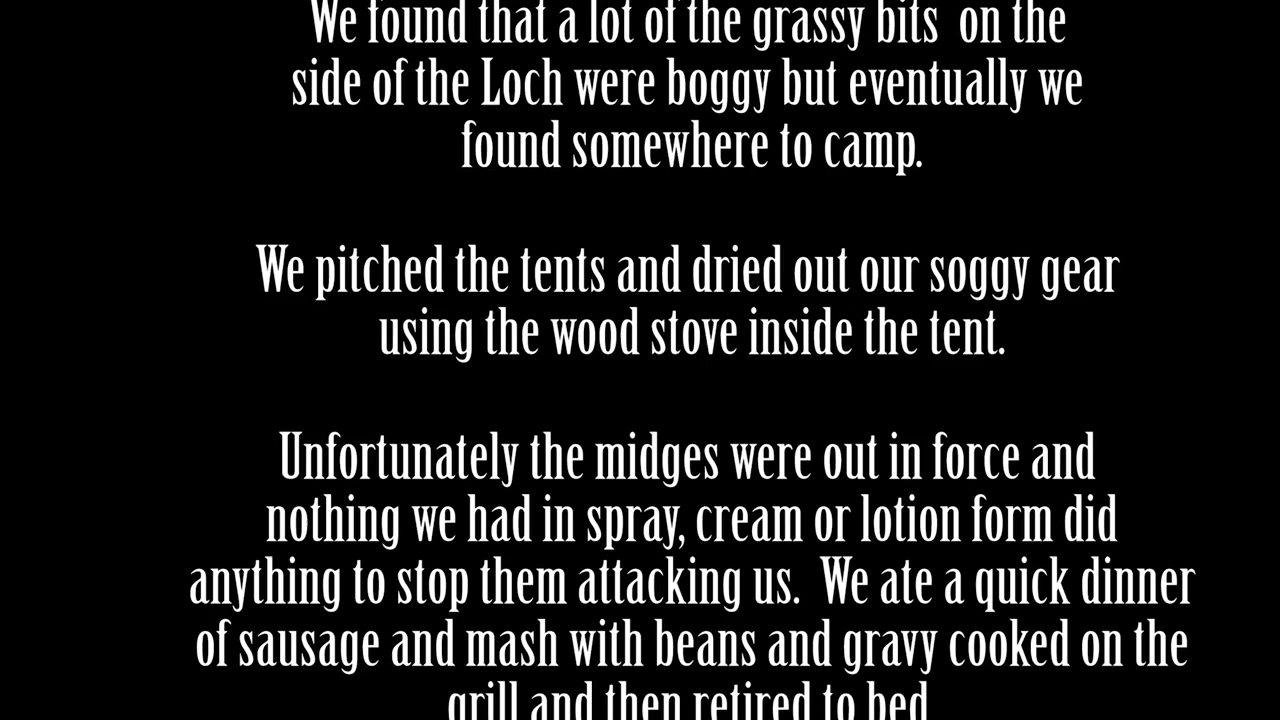 We found that a lot of the grassy bits  on the
side of the Loch were boggy but eventually we
found somewhere to camp.
We pitched the tents and dried out our soggy gear
using the wood stove inside the tent.
Unfortunately the midges were out in force and
nothing we had in spray, cream or lotion form did
anything to stop them attacking us.  We ate a quick dinner
of sausage and mash with beans and gravy cooked on the
grill and then retired to bed